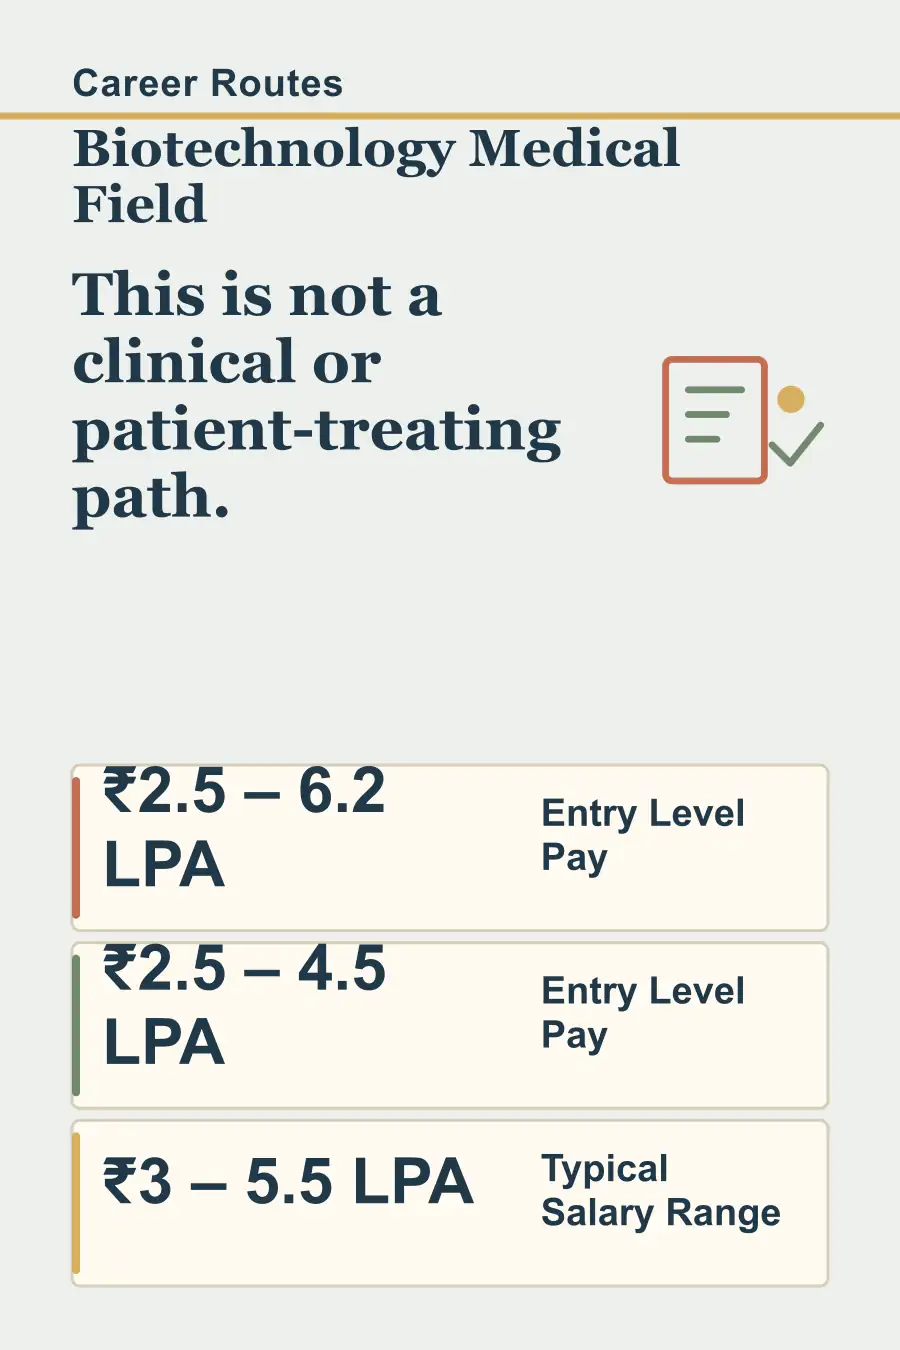 Career Routes
Biotechnology Medical
Field
This is not a
clinical or
patient-treating
path.
₹2.5 – 6.2
LPA
Entry Level
Pay
₹2.5 – 4.5
LPA
Entry Level
Pay
₹3 – 5.5 LPA
Typical
Salary Range